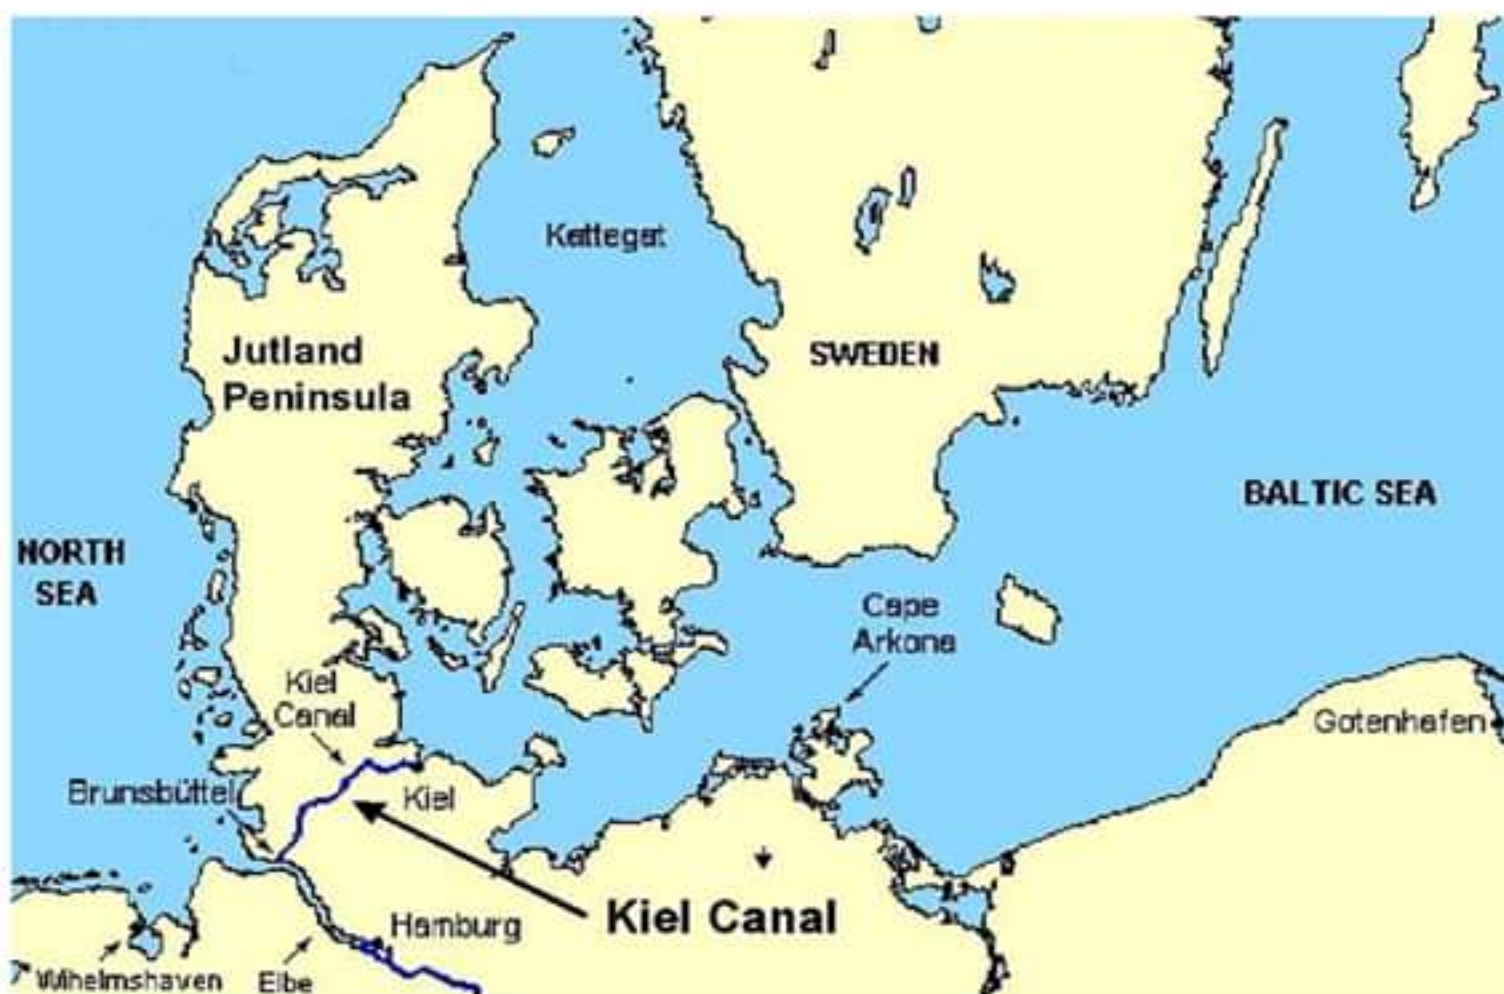 Kattegat
Jutland
Peninsula
SWEDEN
BALTIC SEA
NORTH
SEA
Cape
Arkona
Kiel
Canal
Gotenhafen
Brunsbüttel
Kiel
Kiel Canal
Hamburg
Wihelmshaven
Elbe